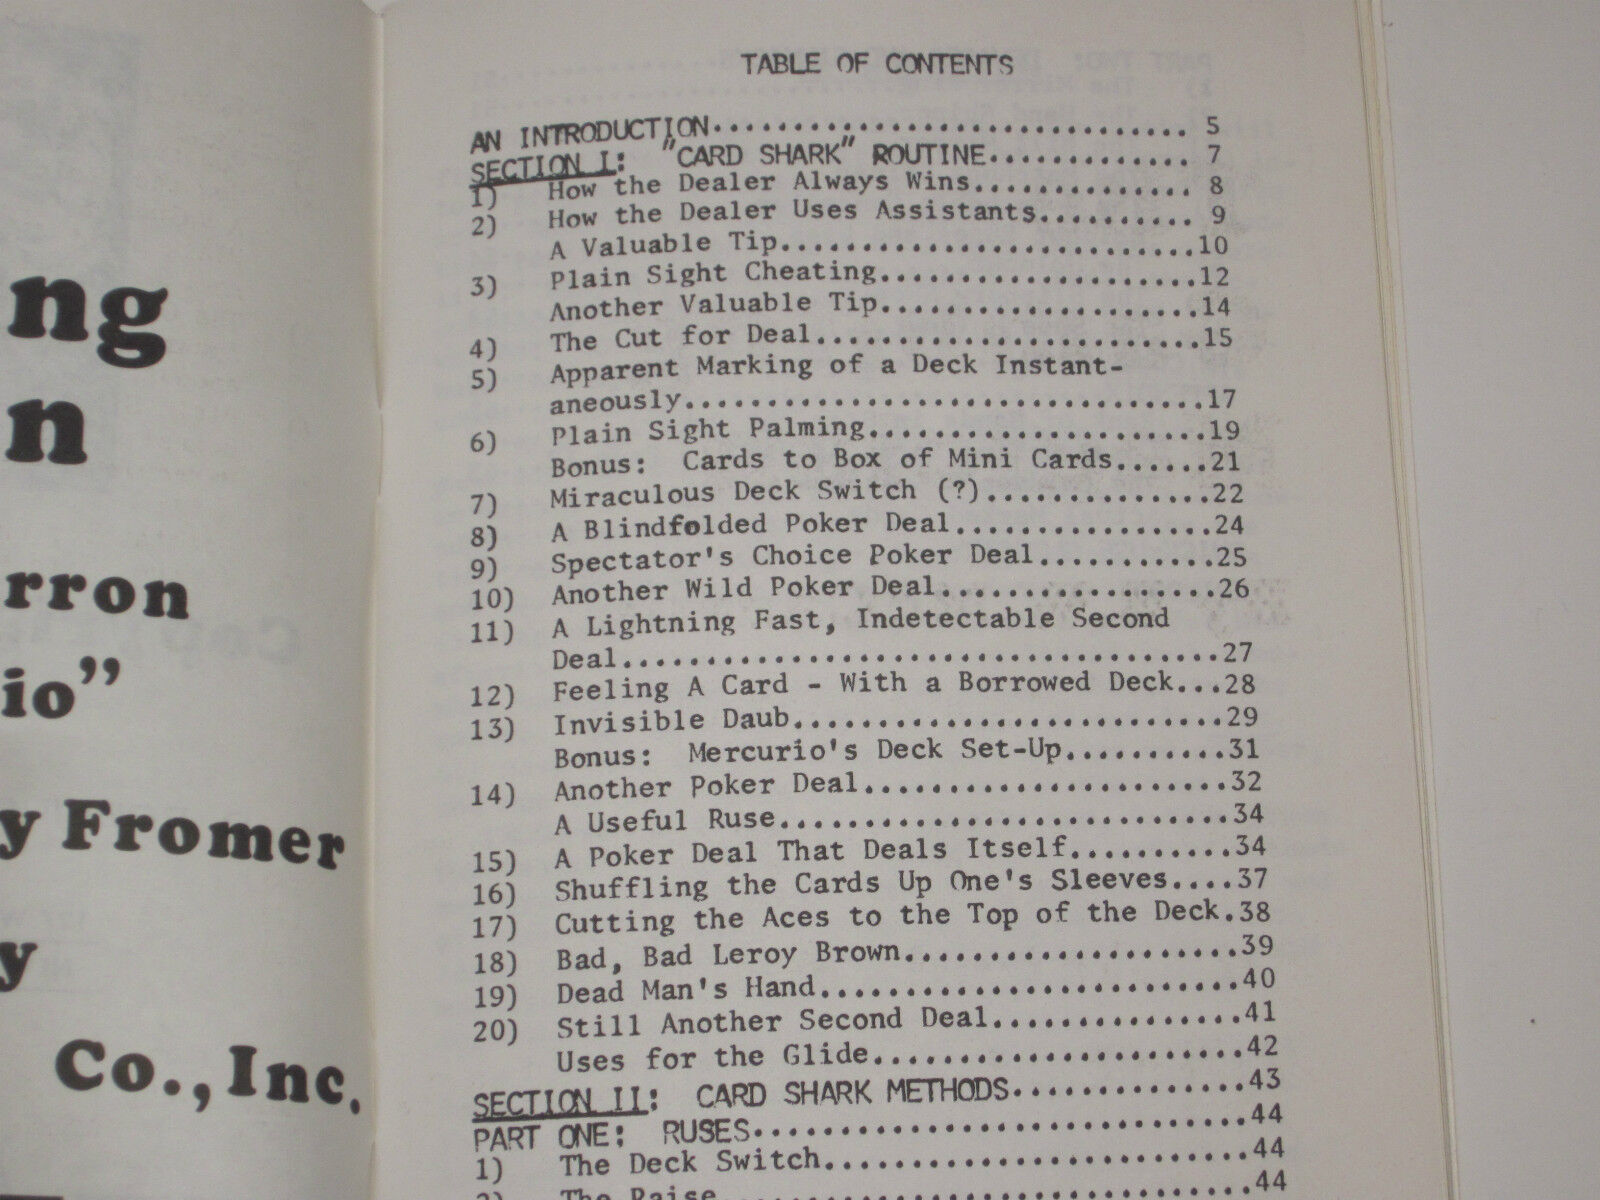 ng
n
rron
io”
y Fromer
y
Co., Inc.
TABLE OF CONTENTS
AN INTRODUCTION.............................. 5
SECTION I: "CARD SHARK" ROUTINE............. 7
1) How the Dealer Always Wins.............. 8
2) How the Dealer Uses Assistants.......... 9
A Valuable Tip..........................10
3) Plain Sight Cheating....................12
Another Valuable Tip....................14
4) The Cut for Deal........................15
5) Apparent Marking of a Deck Instant-
aneously................................17
6) Plain Sight Palming.....................19
Bonus: Cards to Box of Mini Cards......21
7) Miraculous Deck Switch (?)..............22
8) A Blindfolded Poker Deal................24
9) Spectator's Choice Poker Deal...........25
10) Another Wild Poker Deal.................26
11) A Lightning Fast, Indetectable Second
Deal....................................27
12) Feeling A Card - With a Borrowed Deck...28
13) Invisible Daub..........................29
Bonus: Mercurio's Deck Set-Up..........31
14) Another Poker Deal......................32
A Useful Ruse...........................34
15) A Poker Deal That Deals Itself..........34
16) Shuffling the Cards Up One's Sleeves....37
17) Cutting the Aces to the Top of the Deck.38
18) Bad, Bad Leroy Brown....................39
19) Dead Man's Hand.........................40
20) Still Another Second Deal...............41
Uses for the Glide......................42
SECTION II: CARD SHARK METHODS..............43
PART ONE: RUSES.............................44
1) The Deck Switch.........................44
2) The Raise...............................44